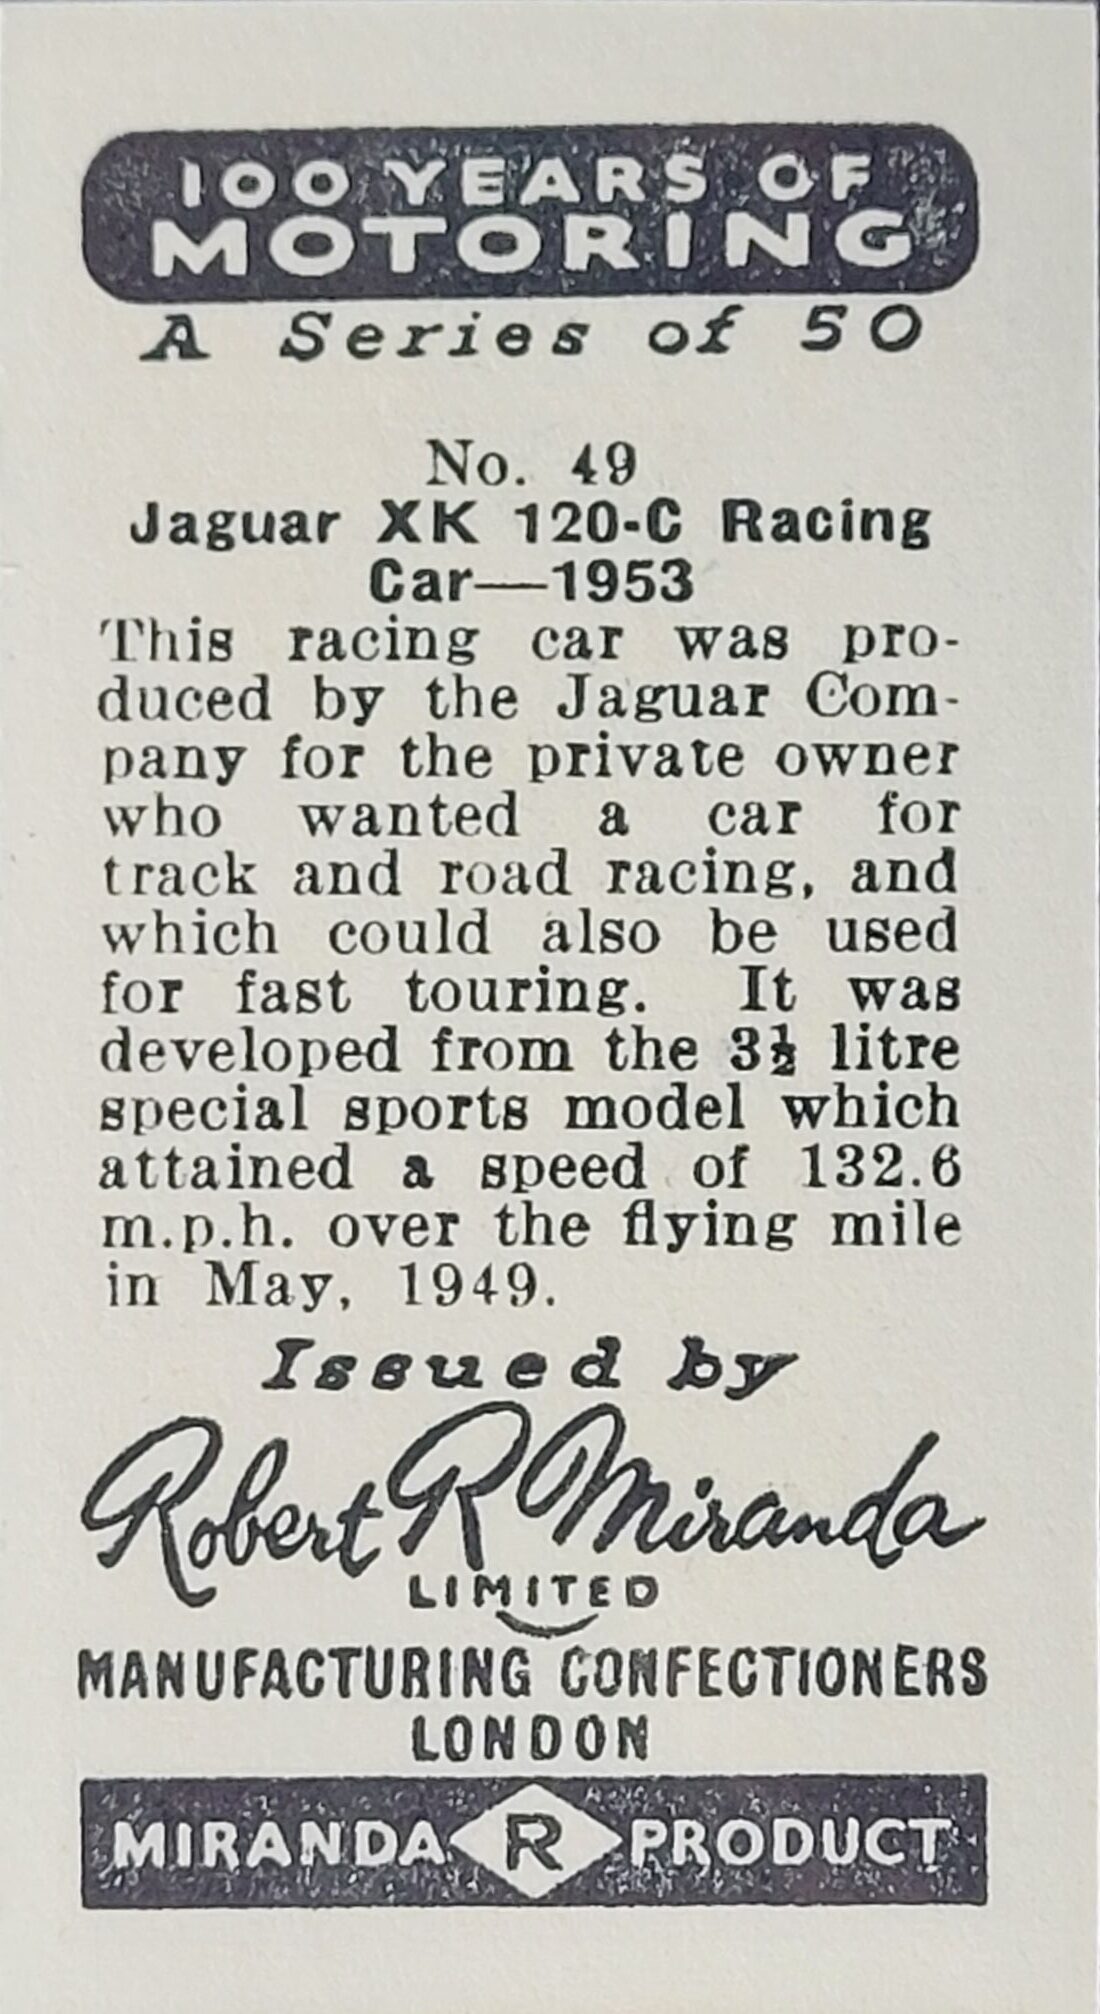 100 YEARS OF
MOTORING
A Series of 50
No. 49
Jaguar XK 120-C Racing
Car—1953
This racing car was pro-
duced by the Jaguar Com-
pany for the private owner
who wanted a car for
track and road racing, and
which could also be used
for fast touring. It was
developed from the 3½ litre
special sports model which
attained a speed of 132.6
m.p.h. over the flying mile
in May, 1949.
Issued by
Robert R Miranda
LIMITED
MANUFACTURING CONFECTIONERS
LONDON
MIRANDA R PRODUCT